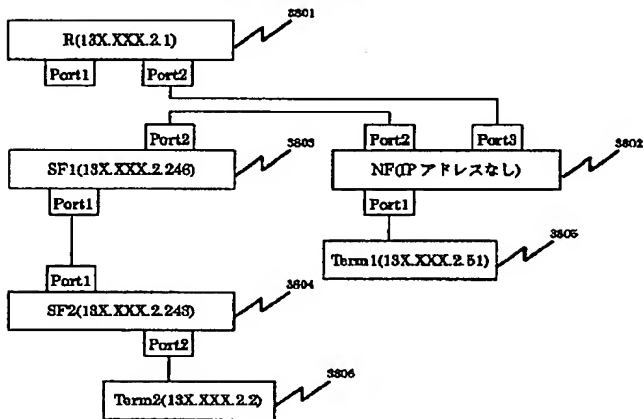 3801
R(13X.XXX.2.1)
Port1
Port2
Port2
Port2
Port3
3803
SF1(13X.XXX.2.246)
NF(IPアドレスなし)
3802
Port1
Port1
3805
Term1(13X.XXX.2.51)
Port1
3804
SF2(13X.XXX.2.243)
Port2
3806
Term2(13X.XXX.2.2)